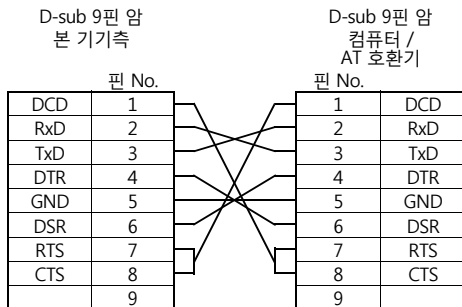 D-sub 9핀 암
본 기기측
D-sub 9핀 암
컴퓨터 /
AT 호환기
핀 No.
핀 No.
DCD 1 1 DCD
RxD 2 2 RxD
TxD 3 3 TxD
DTR 4 4 DTR
GND 5 5 GND
DSR 6 6 DSR
RTS 7 7 RTS
CTS 8 8 CTS
9 9